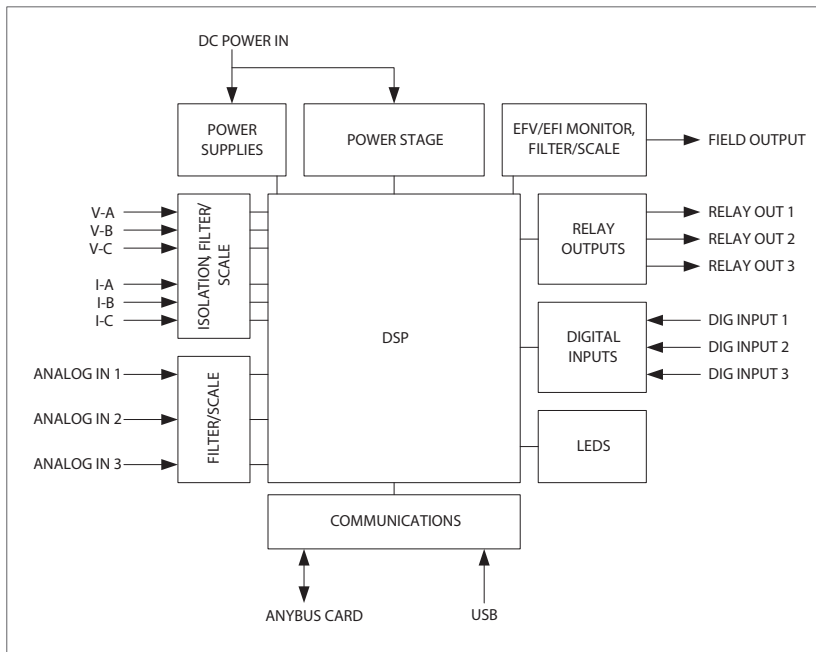 DC POWER IN
POWER
SUPPLIES
POWER STAGE
EFV/EFI MONITOR,
FILTER/SCALE
FIELD OUTPUT
V-A
V-B
V-C
I-A
I-B
I-C
ISOLATION, FILTER/
SCALE
DSP
RELAY
OUTPUTS
RELAY OUT 1
RELAY OUT 2
RELAY OUT 3
DIGITAL
INPUTS
DIG INPUT 1
DIG INPUT 2
DIG INPUT 3
ANALOG IN 1
ANALOG IN 2
ANALOG IN 3
FILTER/SCALE
LEDS
COMMUNICATIONS
ANYBUS CARD
USB